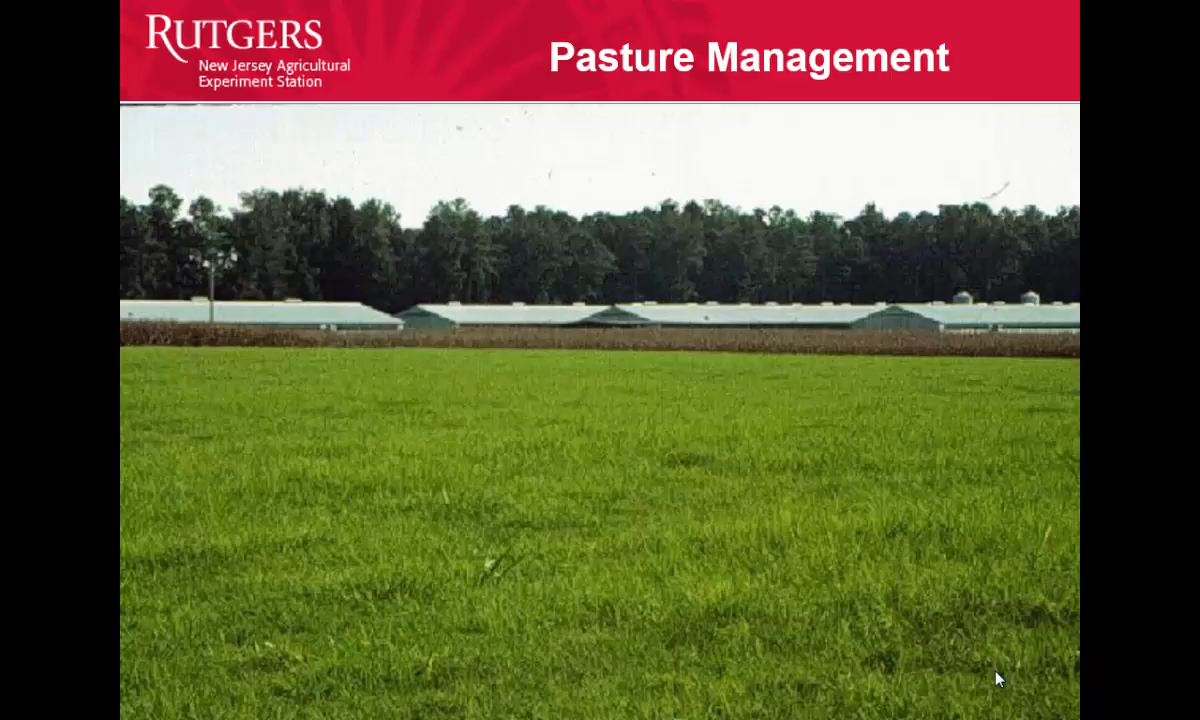 RUTGERS
New Jersey Agricultural
Experiment Station
Pasture Management